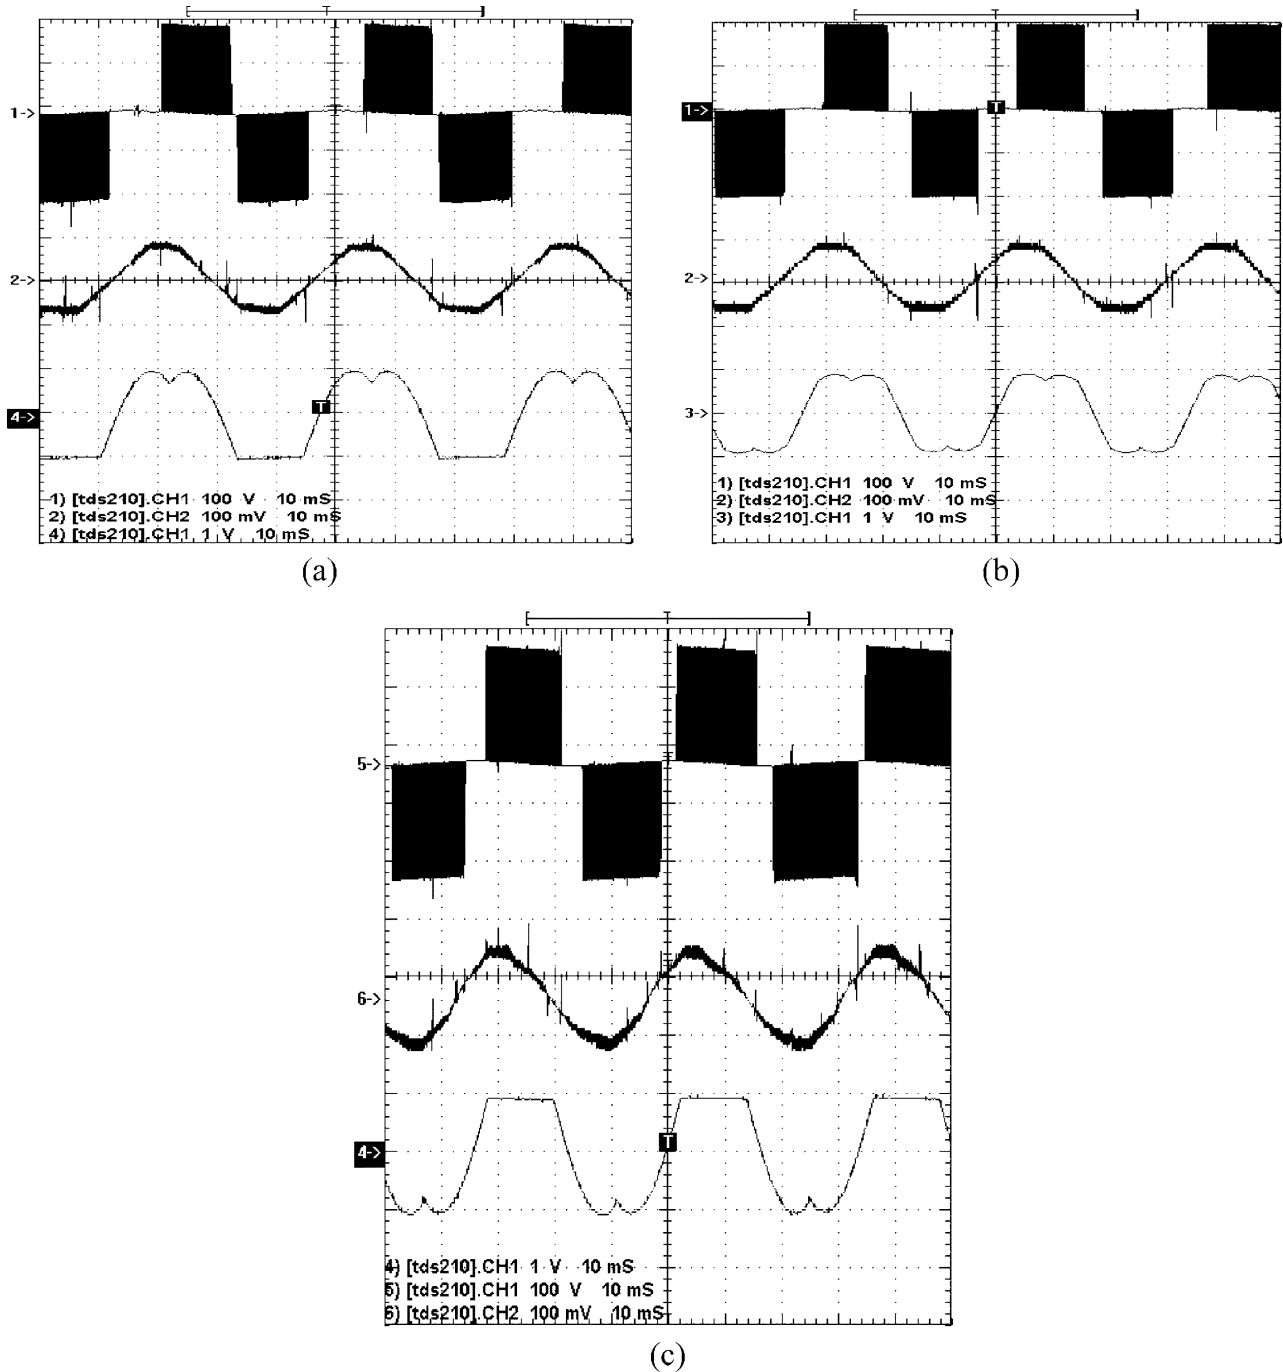 T
T
1->
1->
T
2->
2->
4->
T
3->
1) [tds210].CH1 100 V 10 mS
2) [tds210].CH2 100 mV 10 mS
4) [tds210].CH1 1 V 10 mS
1) [tds210].CH1 100 V 10 mS
2) [tds210].CH2 100 mV 10 mS
3) [tds210].CH1 1 V 10 mS
(a)
(b)
T
5->
6->
4->
T
4) [tds210].CH1 1 V 10 mS
5) [tds210].CH1 100 V 10 mS
6) [tds210].CH2 100 mV 10 mS
(c)